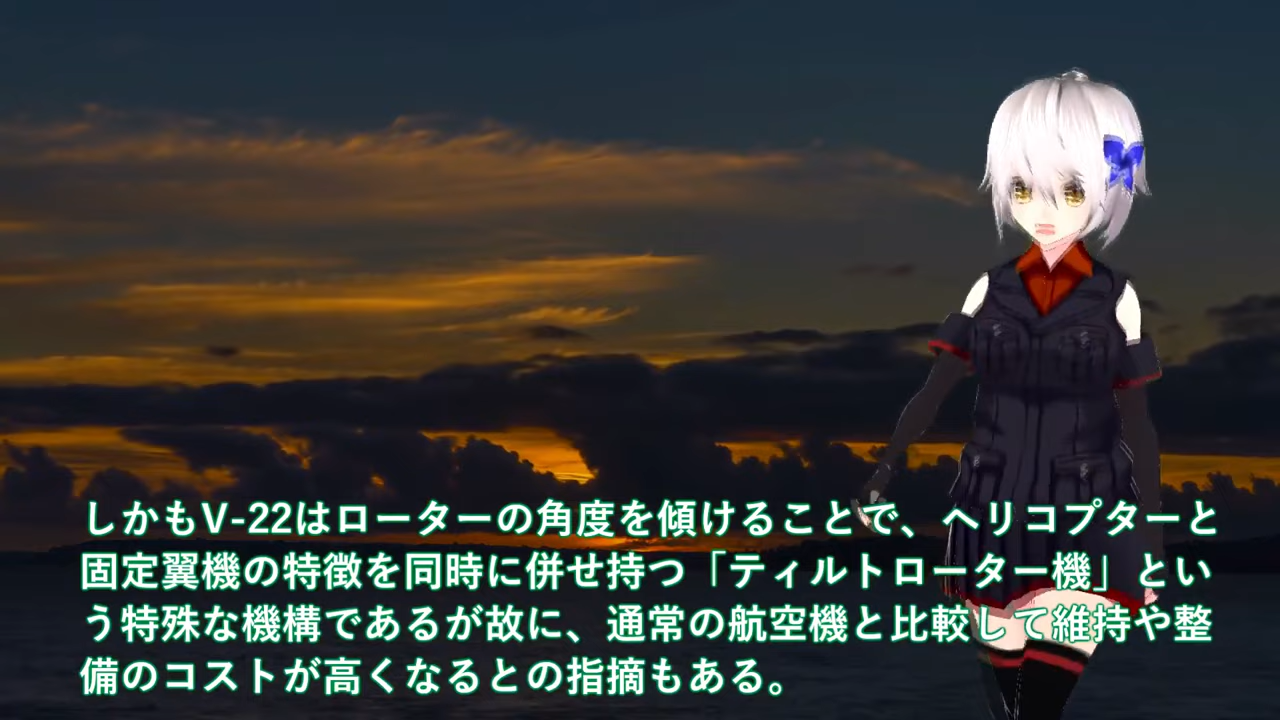 しかもV-22はローターの角度を傾けることで、ヘリコプターと
固定翼機の特徴を同時に併せ持つ「ティルトローター機」とい
う特殊な機構であるが故に、通常の航空機と比較して維持や整
備のコストが高くなるとの指摘もある。